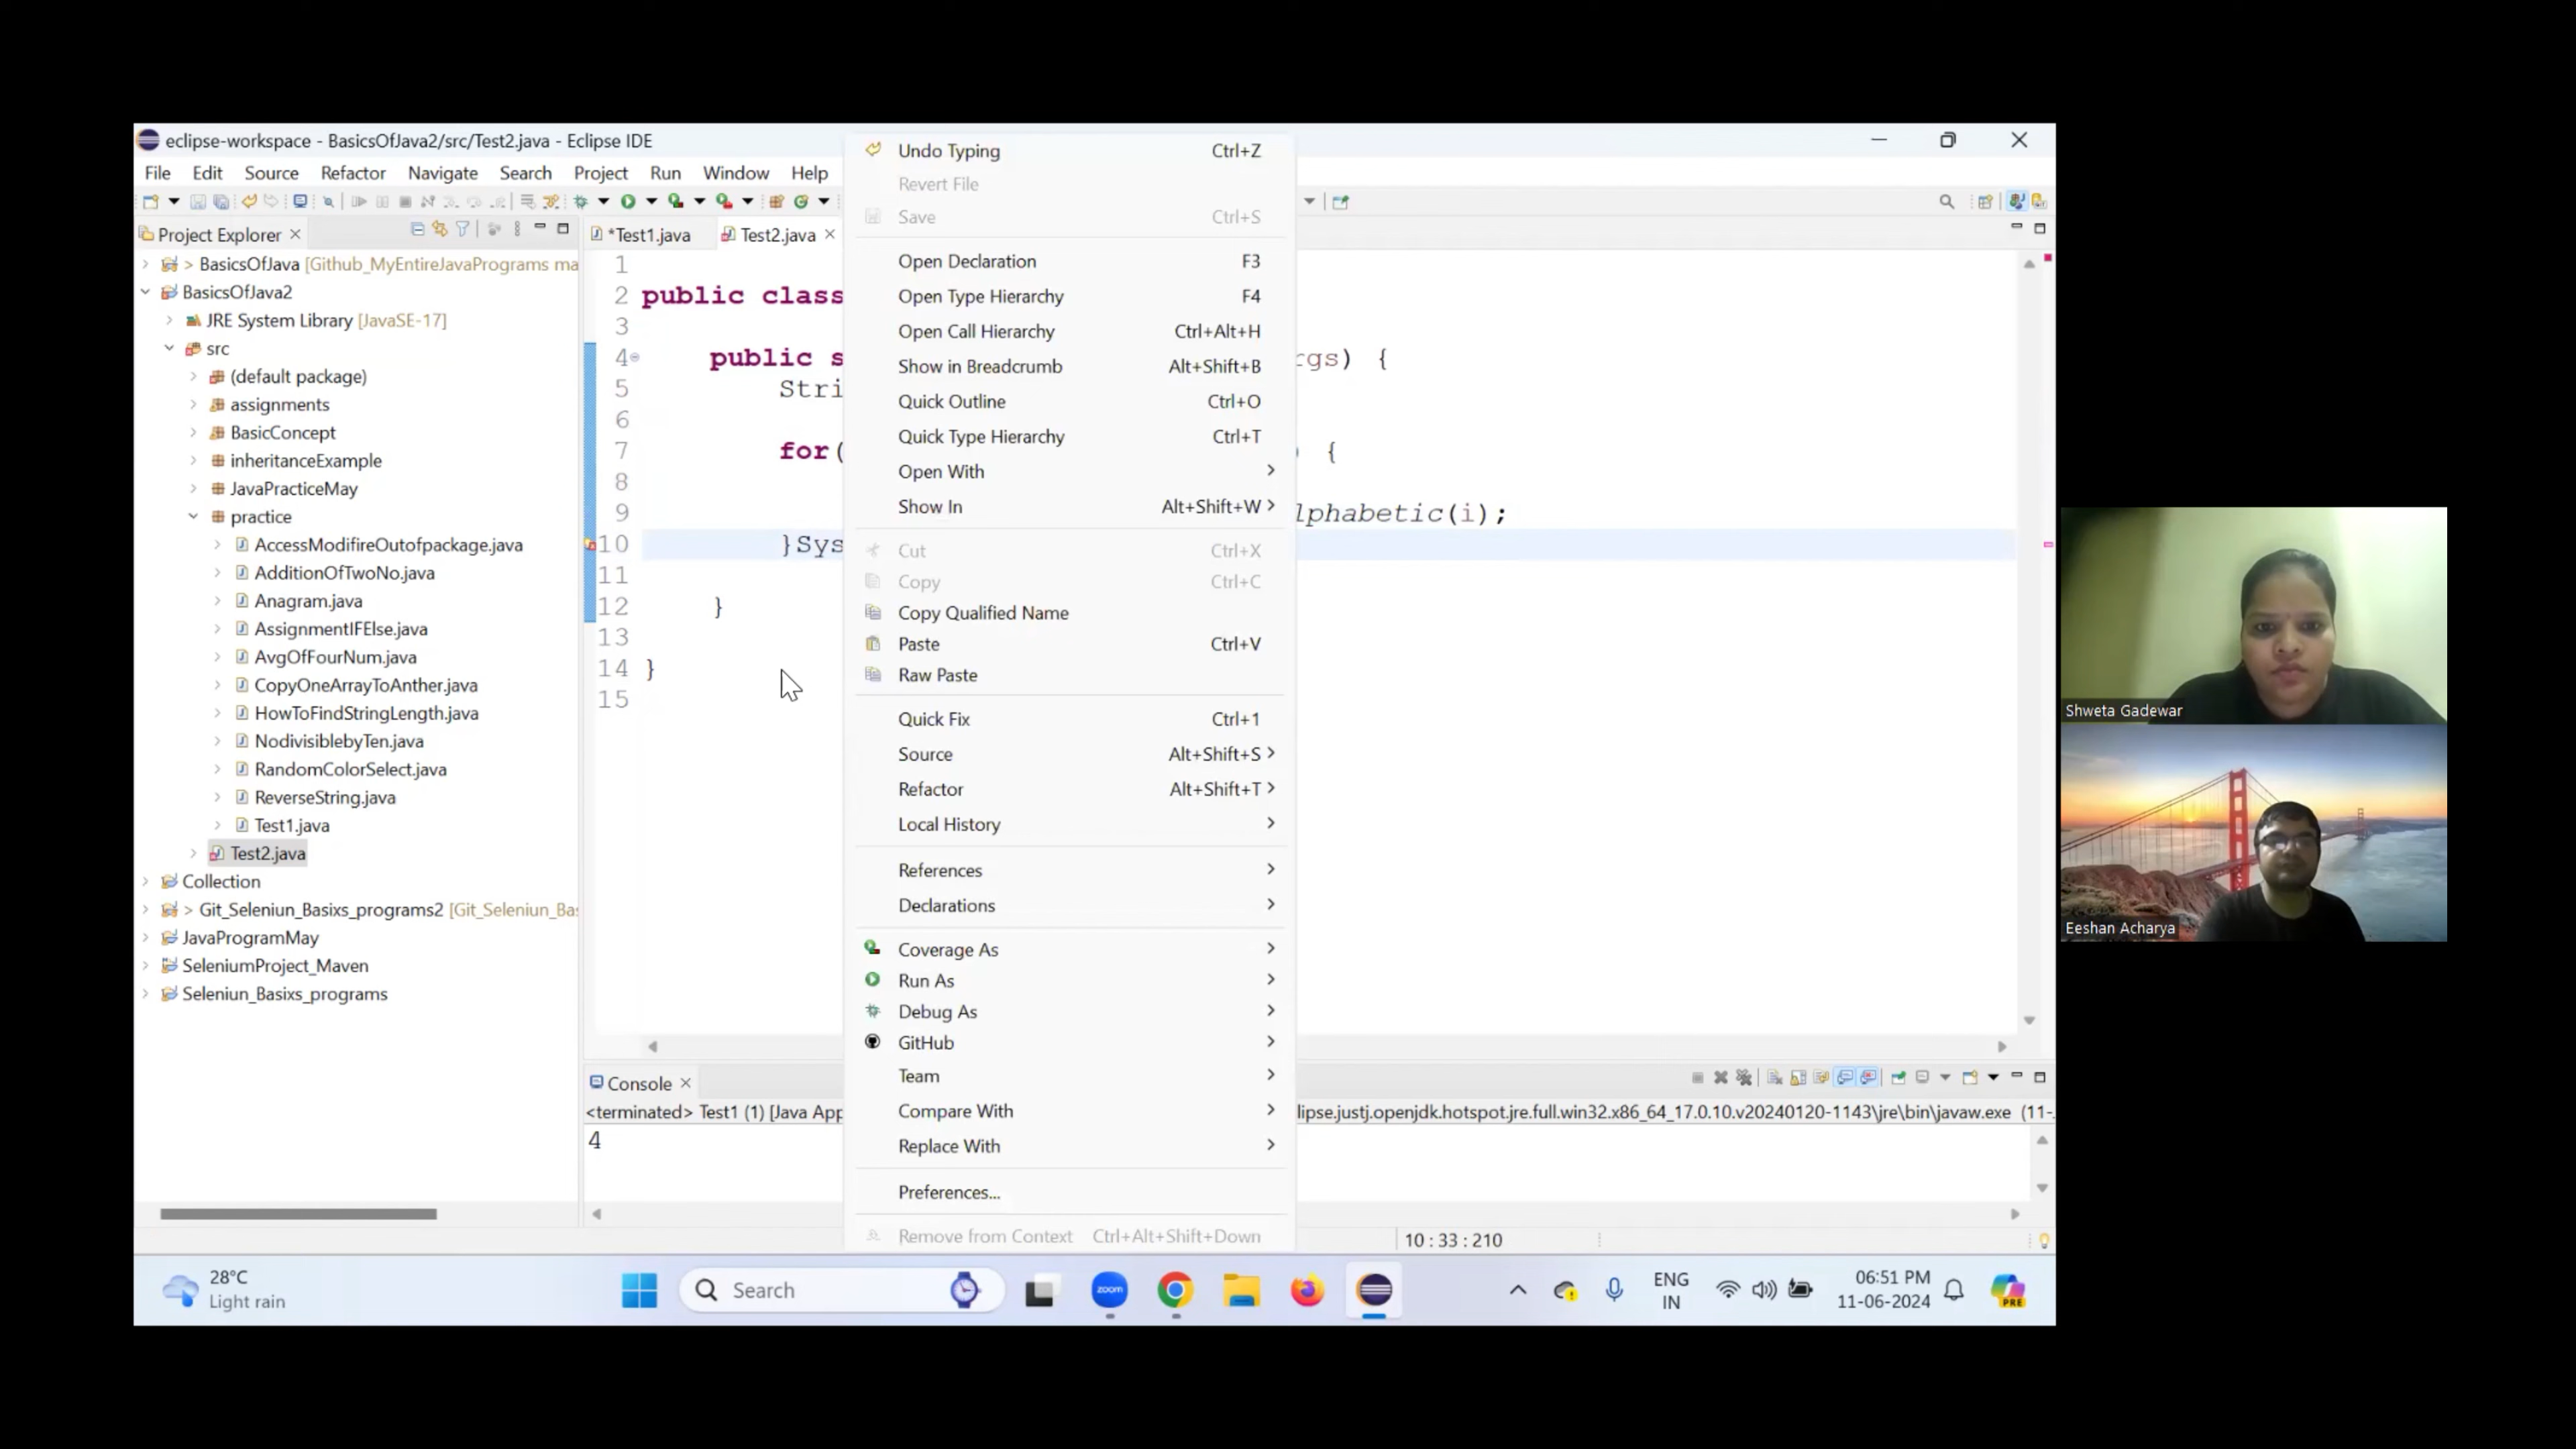 eclipse-workspace - BasicsOfJava2/src/Test2.java - Eclipse IDE
File Edit Source Refactor Navigate Search Project Run Window Help
Project Explorer
> BasicsOfJava [Github_MyEntireJavaPrograms ma
BasicsOfJava2
JRE System Library [JavaSE-17]
src
(default package)
assignments
BasicConcept
inheritanceExample
JavaPracticeMay
practice
AccessModifireOutofpackage.java
AdditionOfTwoNo.java
Anagram.java
AssignmentIFElse.java
AvgOfFourNum.java
CopyOneArrayToAnther.java
HowToFindStringLength.java
NodivisiblebyTen.java
RandomColorSelect.java
ReverseString.java
Test1.java
Test2.java
Collection
> Git_Seleniun_Basixs_programs2 [Git_Seleniun_Ba
JavaProgramMay
SeleniumProject_Maven
Seleniun_Basixs_programs
*Test1.java Test2.java
1
2 public class
3
4 public s rgs) {
5 Stri
6
7 for( ) {
8
9 lphabetic(i);
10 }Sys
11
12 }
13
14 }
15
Undo Typing Ctrl+Z
Revert File
Save Ctrl+S
Open Declaration F3
Open Type Hierarchy F4
Open Call Hierarchy Ctrl+Alt+H
Show in Breadcrumb Alt+Shift+B
Quick Outline Ctrl+O
Quick Type Hierarchy Ctrl+T
Open With
Show In Alt+Shift+W
Cut Ctrl+X
Copy Ctrl+C
Copy Qualified Name
Paste Ctrl+V
Raw Paste
Quick Fix Ctrl+1
Source Alt+Shift+S
Refactor Alt+Shift+T
Local History
References
Declarations
Coverage As
Run As
Debug As
GitHub
Team
Compare With
Replace With
Preferences...
Remove from Context Ctrl+Alt+Shift+Down
Console
<terminated> Test1 (1) [Java App lipse.justj.openjdk.hotspot.jre.full.win32.x86_64_17.0.10.v20240120-1143\jre\bin\javaw.exe (11-
4
10 : 33 : 210
Shweta Gadewar
Eeshan Acharya
28°C
Light rain
Search
zoom
ENG
IN
06:51 PM
11-06-2024
PRE